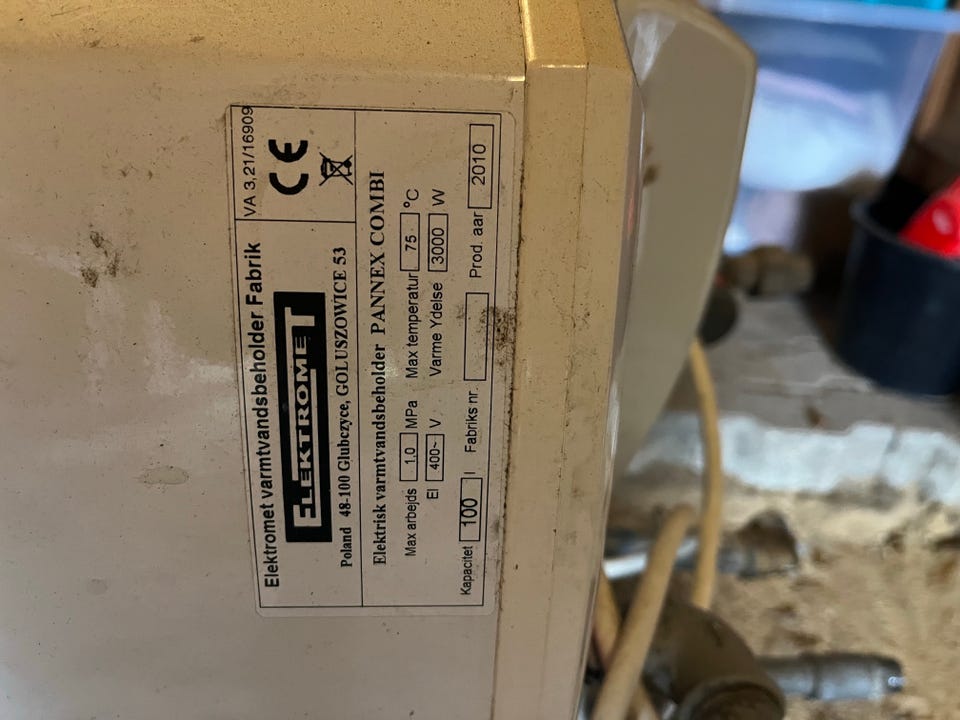 Elektromet varmtvandsbeholder Fabrik
VA 3,21/16909
ELEKTROMET
CE
Poland 48-100 Glubczyce, GOLUSZOWICE 53
Elektrisk varmtvandsbeholder PANNEX COMBI
Max arbejds 1,0 MPa Max temperatur 75 °C
El 400~ V Varme Ydelse 3000 W
Kapacitet 100 l Fabriks nr Prod. aar 2010